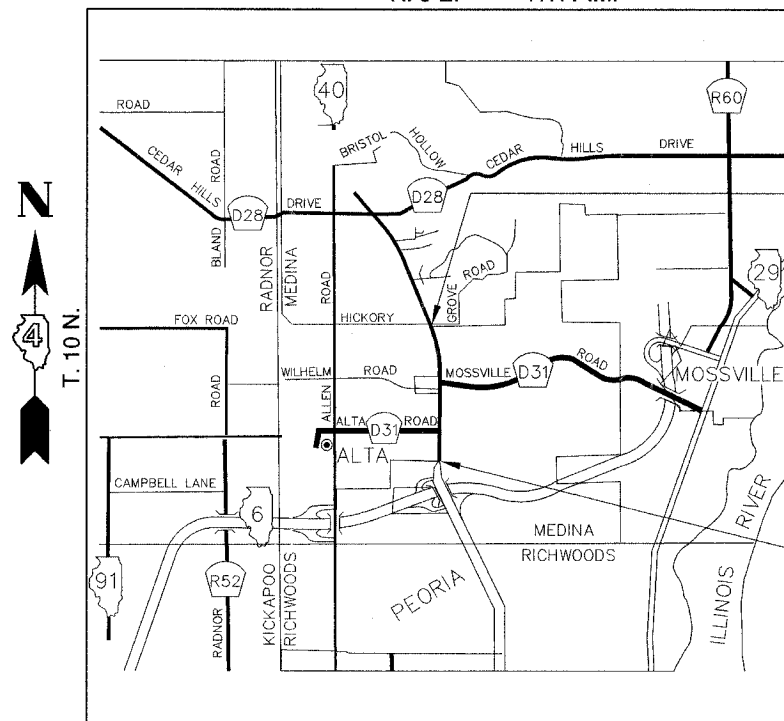 ROAD
40
R60
BRISTOL
HOLLOW
CEDAR HILLS DRIVE
CEDAR
HILLS
DRIVE
ROAD
D28
D28
BLAND
RADNOR
MEDINA
ROAD
29
N
4
T. 10 N.
FOX ROAD
HICKORY
GROVE
ROAD
WILHELM ROAD
MOSSVILLE
D31
ROAD
MOSSVILLE
ROAD
ALLEN
ALTA
D31
ROAD
ALTA
CAMPBELL LANE
6
MEDINA
RICHWOODS
91
R52
RADNOR
KICKAPOO
RICHWOODS
PEORIA
ILLINOIS
RIVER